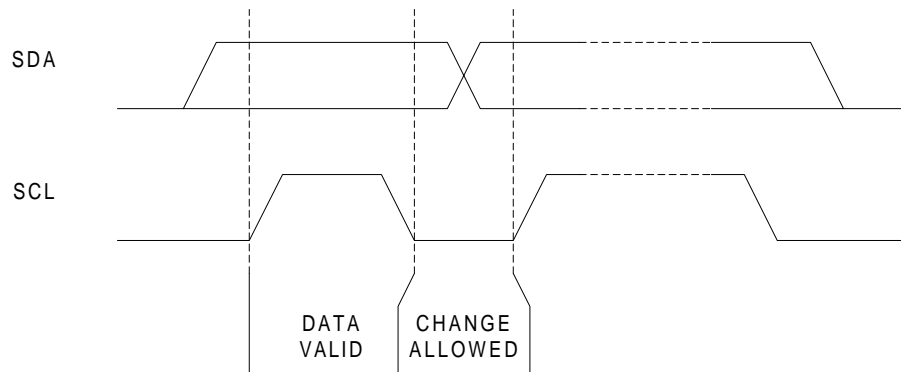 SDA
SCL
DATA
VALID
CHANGE
ALLOWED